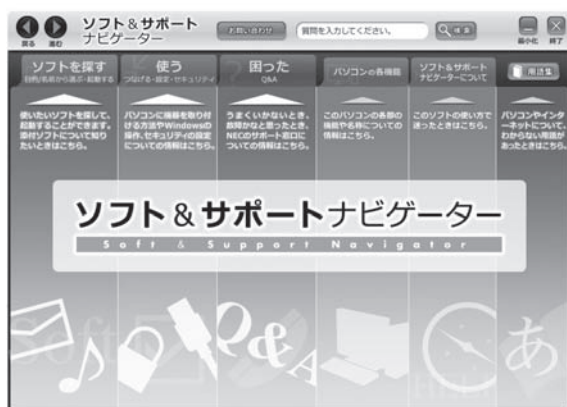 ソフト&サポート
ナビゲーター
お問い合わせ
質問を入力してください。
検索
戻る
進む
最小化
終了
ソフトを探す
目的/名前から選ぶ・起動する
使う
つなげる・設定・セキュリティ
困った
Q&A
パソコンの各機能
ソフト&サポート
ナビゲーターについて
用語集
使いたいソフトを探して、
起動することができます。
添付ソフトについて知り
たいときはこちら。
パソコンに機器を取り付
ける方法やWindowsの
操作、セキュリティの設定
についての情報はこちら。
うまくいかないとき、
故障かなと思ったとき、
NECのサポート窓口に
ついての情報はこちら。
このパソコンの各部の
機能や名称についての
情報はこちら。
このソフトの使い方で
迷ったときはこちら。
パソコンやインタ
ーネットについて、
わからない用語が
あったときはこちら。
ソフト&サポートナビゲーター
Soft & Support Navigator
Soft
Q&A
HELP
あ